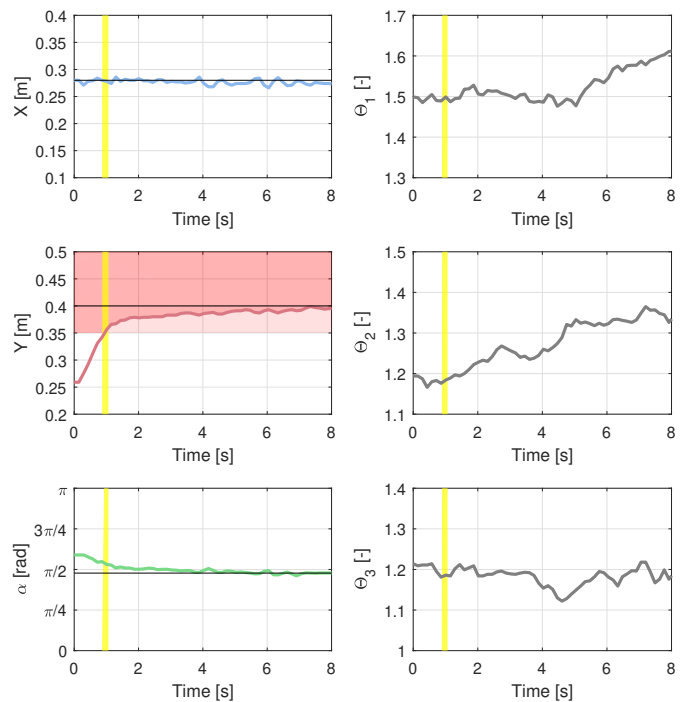 0.4
0.35
0.3
0.25
0.2
0.15
0.1
X [m]
0 2 4 6 8
Time [s]
1.7
1.6
1.5
1.4
1.3
Θ1 [-]
0 2 4 6 8
Time [s]
0.5
0.45
0.4
0.35
0.3
0.25
0.2
Y [m]
0 2 4 6 8
Time [s]
1.5
1.4
1.3
1.2
1.1
Θ2 [-]
0 2 4 6 8
Time [s]
π
3π/4
π/2
π/4
0
α [rad]
0 2 4 6 8
Time [s]
1.4
1.3
1.2
1.1
1
Θ3 [-]
0 2 4 6 8
Time [s]